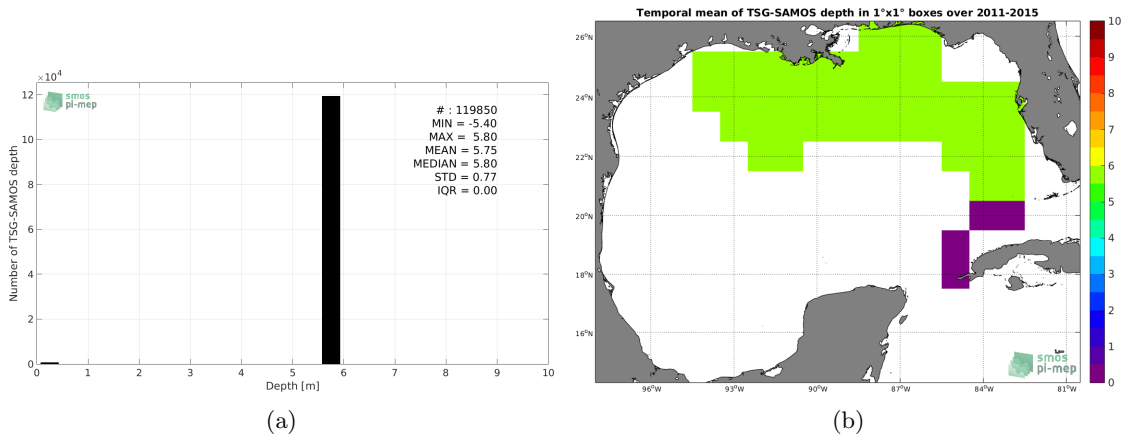 Temporal mean of TSG-SAMOS depth in 1°x1° boxes over 2011-2015
×10⁴
smos
pi-mep
# : 119850
MIN = -5.40
MAX = 5.80
MEAN = 5.75
MEDIAN = 5.80
STD = 0.77
IQR = 0.00
Number of TSG-SAMOS depth
12
10
8
6
4
2
0
0 1 2 3 4 5 6 7 8 9 10
Depth [m]
(a)
26°N
24°N
22°N
20°N
18°N
16°N
96°W 93°W 90°W 87°W 84°W 81°W
smos
pi-mep
10
9
8
7
6
5
4
3
2
1
0
(b)